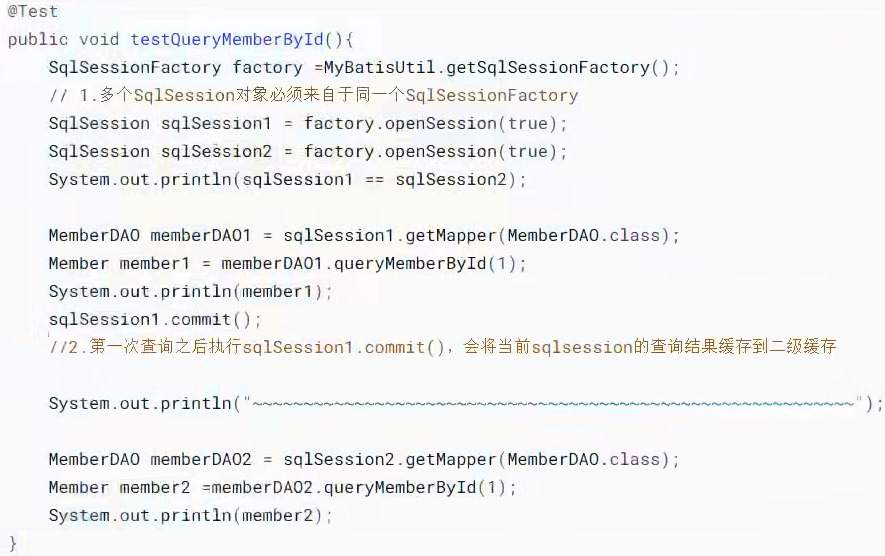 @Test
public void testQueryMemberById(){
    SqlSessionFactory factory =MyBatisUtil.getSqlSessionFactory();
    // 1.多个SqlSession对象必须来自于同一个SqlSessionFactory
    SqlSession sqlSession1 = factory.openSession(true);
    SqlSession sqlSession2 = factory.openSession(true);
    System.out.println(sqlSession1 == sqlSession2);

    MemberDAO memberDAO1 = sqlSession1.getMapper(MemberDAO.class);
    Member member1 = memberDAO1.queryMemberById(1);
    System.out.println(member1);
    sqlSession1.commit();
    //2.第一次查询之后执行sqlSession1.commit()，会将当前sqlsession的查询结果缓存到二级缓存

    System.out.println("~~~~~~~~~~~~~~~~~~~~~~~~~~~~~~~~~~~~~~~~~~~~~~~~~~~~~~~~~~~");

    MemberDAO memberDAO2 = sqlSession2.getMapper(MemberDAO.class);
    Member member2 =memberDAO2.queryMemberById(1);
    System.out.println(member2);
}